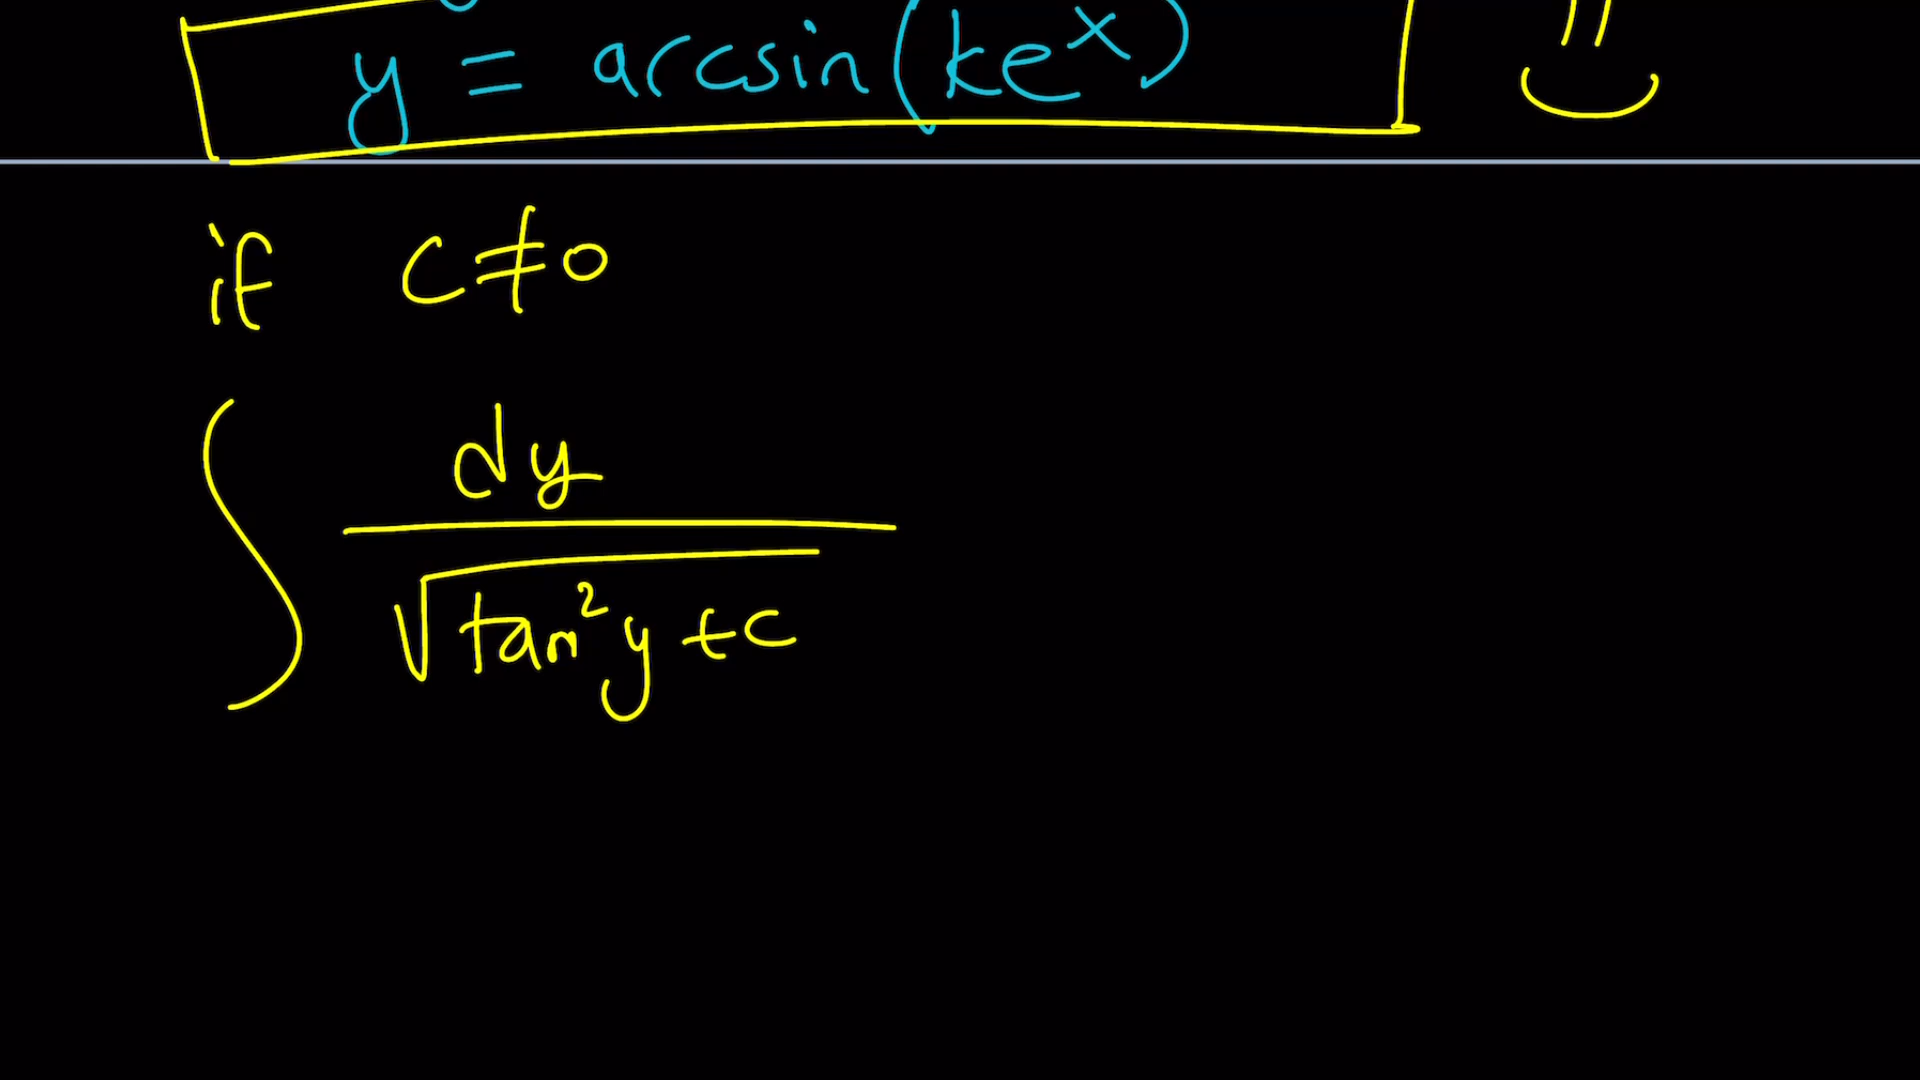 y = arcsin(ke^x)
if c≠0
∫ dy / √(tan²y + c)